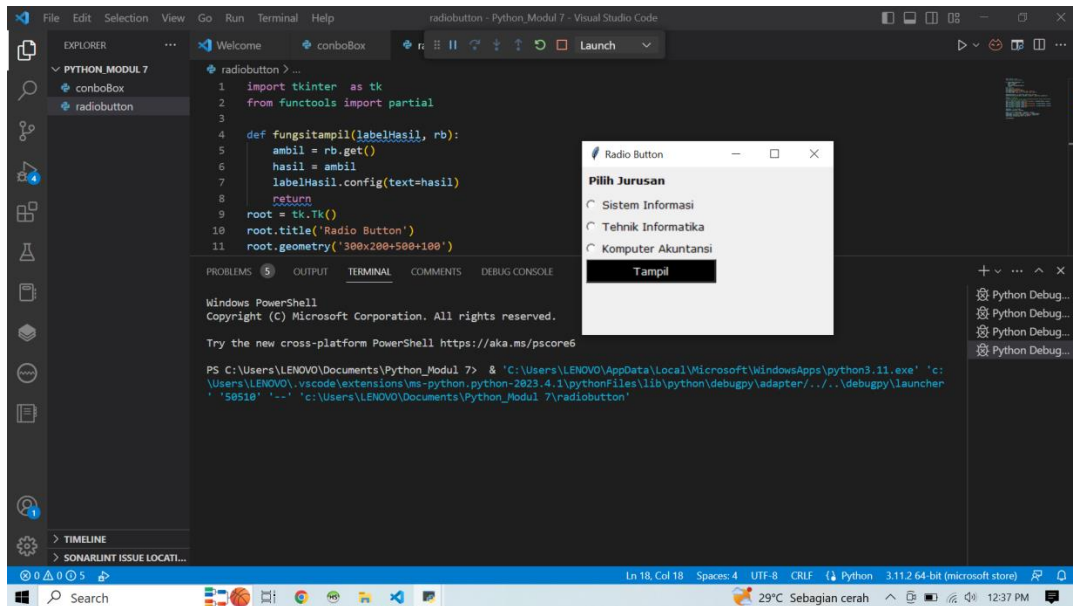 File Edit Selection View Go Run Terminal Help
radiobutton - Python_Modul 7 - Visual Studio Code
EXPLORER
Welcome
conboBox
Launch
PYTHON_MODUL 7
conboBox
radiobutton
radiobutton > ...
1 import tkinter as tk
2 from functools import partial
3
4 def fungsitampil(labelHasil, rb):
5 ambil = rb.get()
6 hasil = ambil
7 labelHasil.config(text=hasil)
8 return
9 root = tk.Tk()
10 root.title('Radio Button')
11 root.geometry('300x200+500+100')
Radio Button
Pilih Jurusan
Sistem Informasi
Tehnik Informatika
Komputer Akuntansi
Tampil
PROBLEMS 5 OUTPUT TERMINAL COMMENTS DEBUG CONSOLE
Windows PowerShell
Copyright (C) Microsoft Corporation. All rights reserved.
Try the new cross-platform PowerShell https://aka.ms/pscore6
PS C:\Users\LENOVO\Documents\Python_Modul 7> & 'C:\Users\LENOVO\AppData\Local\Microsoft\WindowsApps\python3.11.exe' 'c:
\Users\LENOVO\.vscode\extensions\ms-python.python-2023.4.1\pythonFiles\lib\python\debugpy\adapter/../..\debugpy\launcher
' '50510' '--' 'c:\Users\LENOVO\Documents\Python_Modul 7\radiobutton'
Python Debug...
Python Debug...
Python Debug...
Python Debug...
TIMELINE
SONARLINT ISSUE LOCATI...
0 0 5
Ln 18, Col 18 Spaces: 4 UTF-8 CRLF Python 3.11.2 64-bit (microsoft store)
Search
29°C Sebagian cerah
12:37 PM